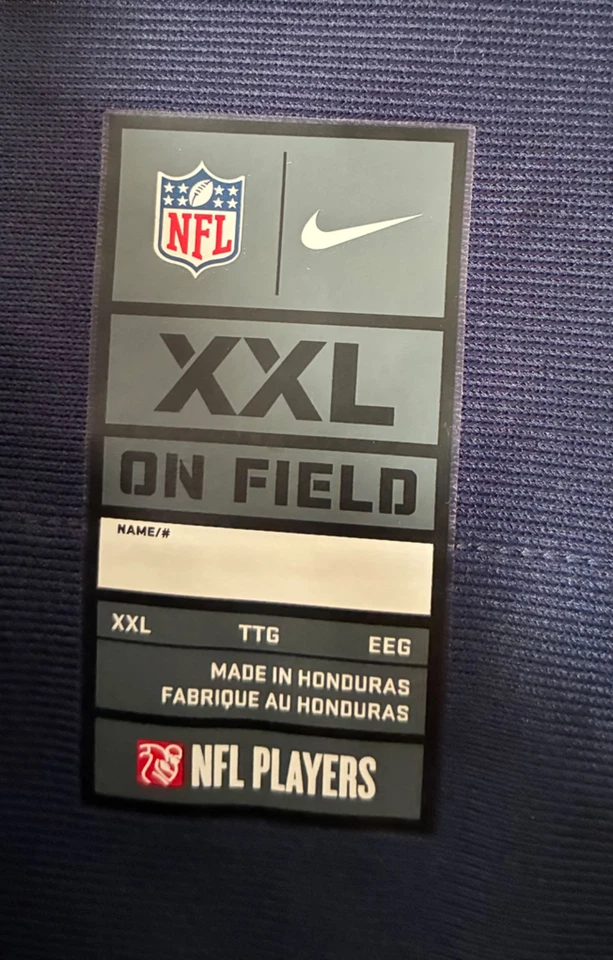 NFL
XXL
ON FIELD
NAME/#
XXL TTG EEG
MADE IN HONDURAS
FABRIQUE AU HONDURAS
NFL PLAYERS